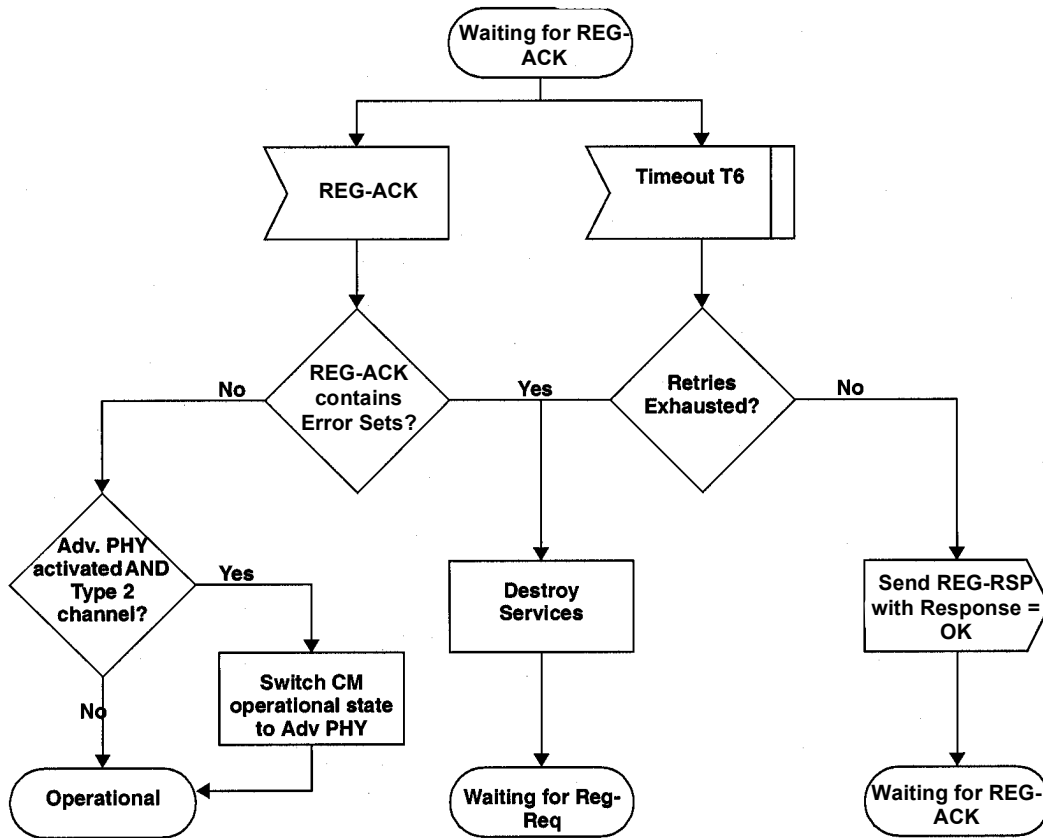 Waiting for REG-
ACK
REG-ACK
Timeout T6
No
REG-ACK
contains
Error Sets?
Yes
Retries
Exhausted?
No
Adv. PHY
activated AND
Type 2
channel?
Yes
Destroy
Services
Send REG-RSP
with Response =
OK
Switch CM
operational state
to Adv PHY
No
Operational
Waiting for Reg-
Req
Waiting for REG-
ACK